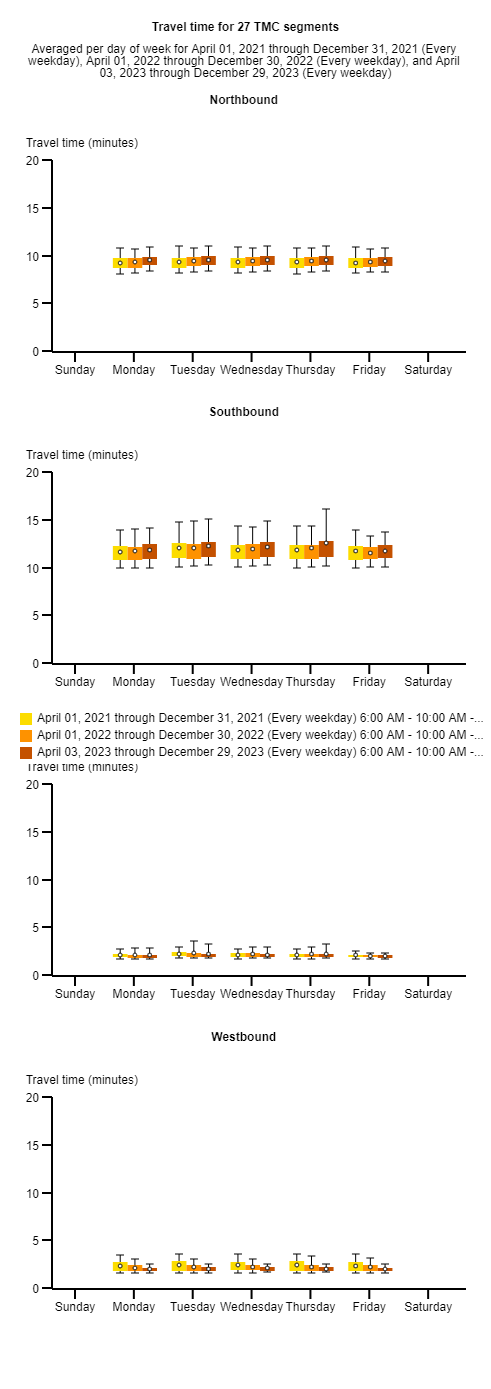 Travel time for 27 TMC segments
Averaged per day of week for April 01, 2021 through December 31, 2021 (Every
weekday), April 01, 2022 through December 30, 2022 (Every weekday), and April
03, 2023 through December 29, 2023 (Every weekday)
Northbound
Travel time (minutes)
20
15
10
5
0
Sunday Monday Tuesday Wednesday Thursday Friday Saturday
Southbound
Travel time (minutes)
20
15
10
5
0
Sunday Monday Tuesday Wednesday Thursday Friday Saturday
April 01, 2021 through December 31, 2021 (Every weekday) 6:00 AM - 10:00 AM -...
April 01, 2022 through December 30, 2022 (Every weekday) 6:00 AM - 10:00 AM -...
April 03, 2023 through December 29, 2023 (Every weekday) 6:00 AM - 10:00 AM -...
Travel time (minutes)
20
15
10
5
0
Sunday Monday Tuesday Wednesday Thursday Friday Saturday
Westbound
Travel time (minutes)
20
15
10
5
0
Sunday Monday Tuesday Wednesday Thursday Friday Saturday